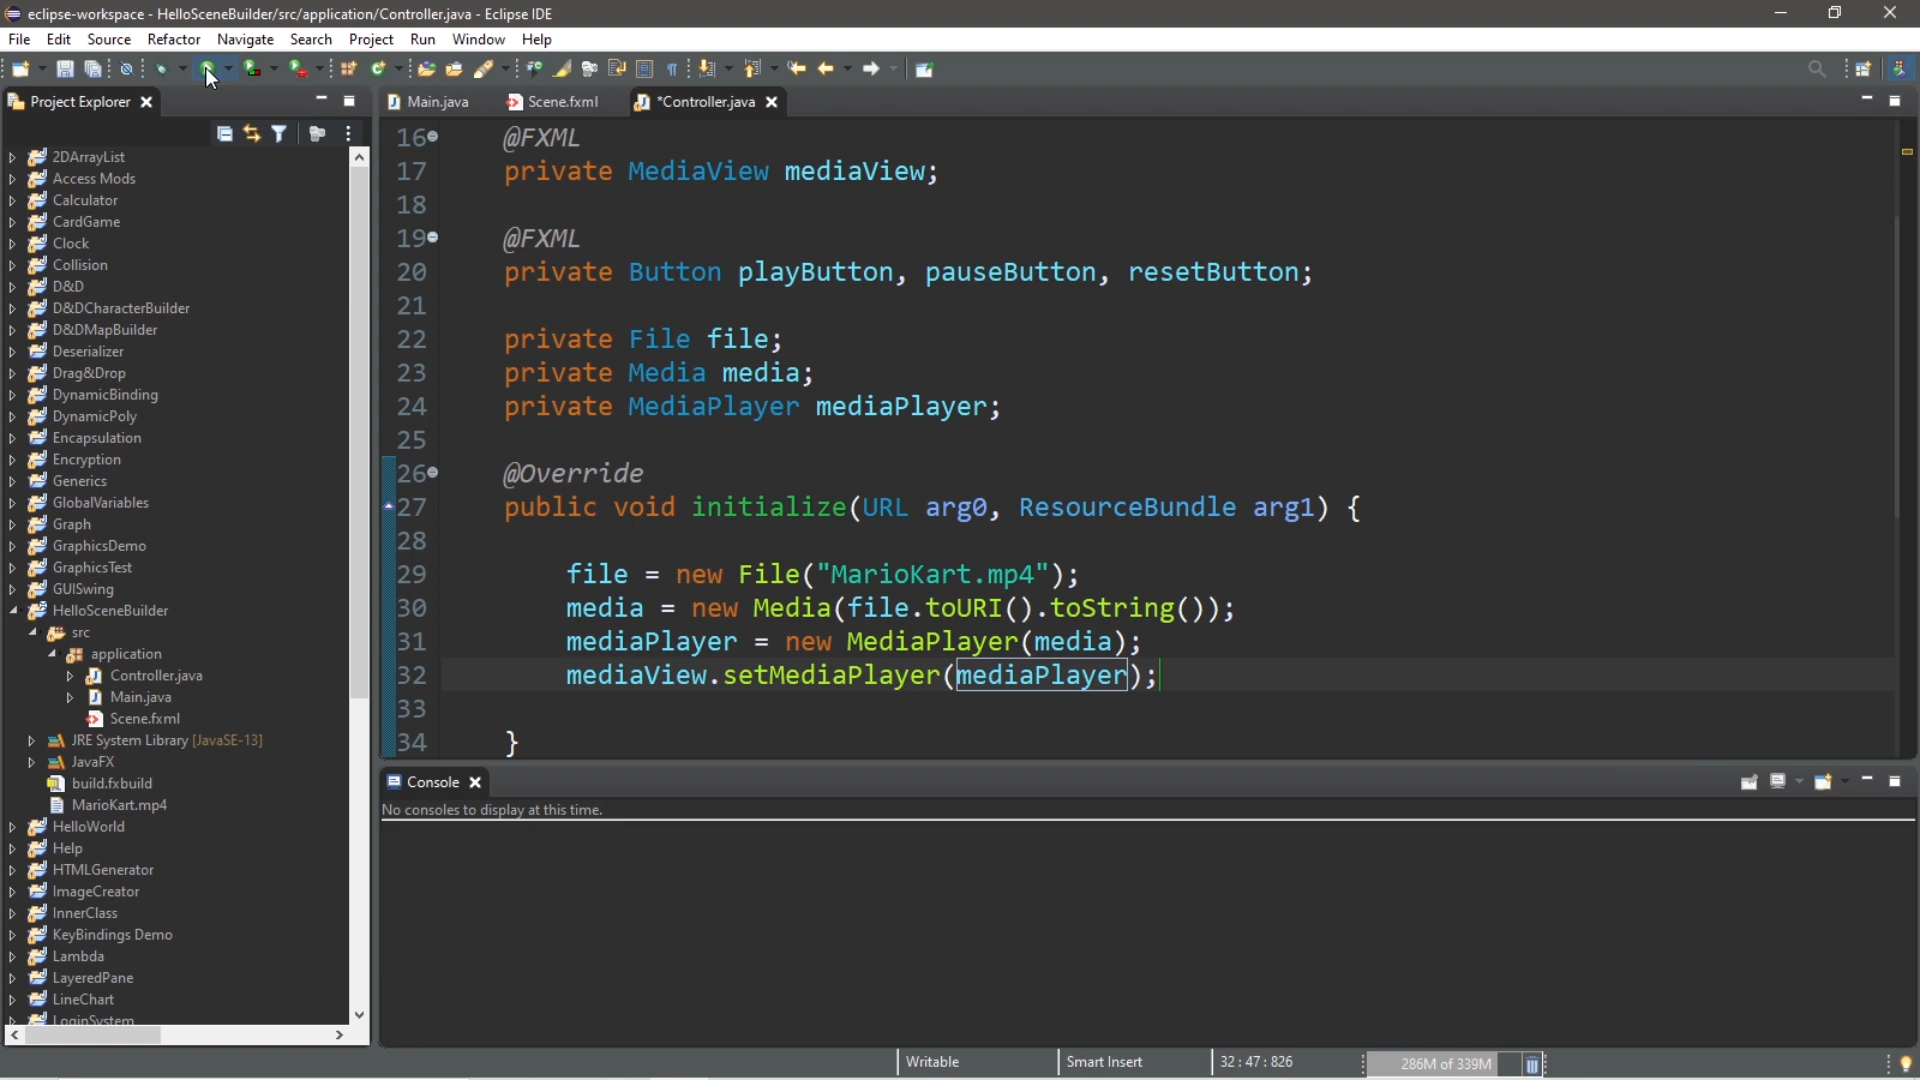 eclipse-workspace - HelloSceneBuilder/src/application/Controller.java - Eclipse IDE
File Edit Source Refactor Navigate Search Project Run Window Help
Project Explorer
Main.java Scene.fxml *Controller.java
2DArrayList
Access Mods
Calculator
CardGame
Clock
Collision
D&D
D&DCharacterBuilder
D&DMapBuilder
Deserializer
Drag&Drop
DynamicBinding
DynamicPoly
Encapsulation
Encryption
Generics
GlobalVariables
Graph
GraphicsDemo
GraphicsTest
GUISwing
HelloSceneBuilder
src
application
Controller.java
Main.java
Scene.fxml
JRE System Library [JavaSE-13]
JavaFX
build.fxbuild
MarioKart.mp4
HelloWorld
Help
HTMLGenerator
ImageCreator
InnerClass
KeyBindings Demo
Lambda
LayeredPane
LineChart
LoginSystem
16 @FXML
17 private MediaView mediaView;
18
19 @FXML
20 private Button playButton, pauseButton, resetButton;
21
22 private File file;
23 private Media media;
24 private MediaPlayer mediaPlayer;
25
26 @Override
27 public void initialize(URL arg0, ResourceBundle arg1) {
28
29 file = new File("MarioKart.mp4");
30 media = new Media(file.toURI().toString());
31 mediaPlayer = new MediaPlayer(media);
32 mediaView.setMediaPlayer(mediaPlayer);
33
34 }
Console
No consoles to display at this time.
Writable Smart Insert 32 : 47 : 826 286M of 339M